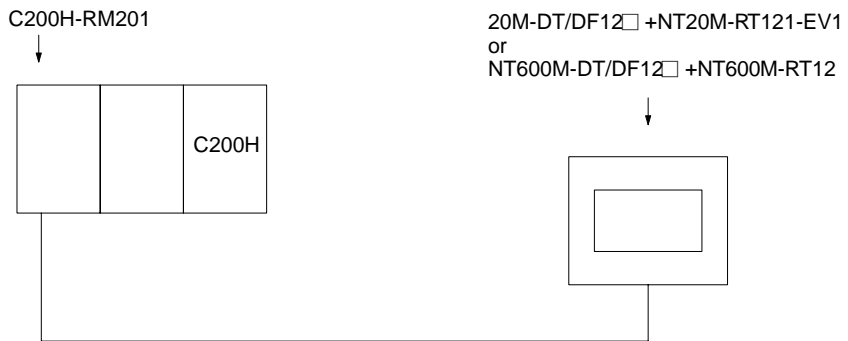 C200H-RM201
20M-DT/DF12□ +NT20M-RT121-EV1
or
NT600M-DT/DF12□ +NT600M-RT12
C200H